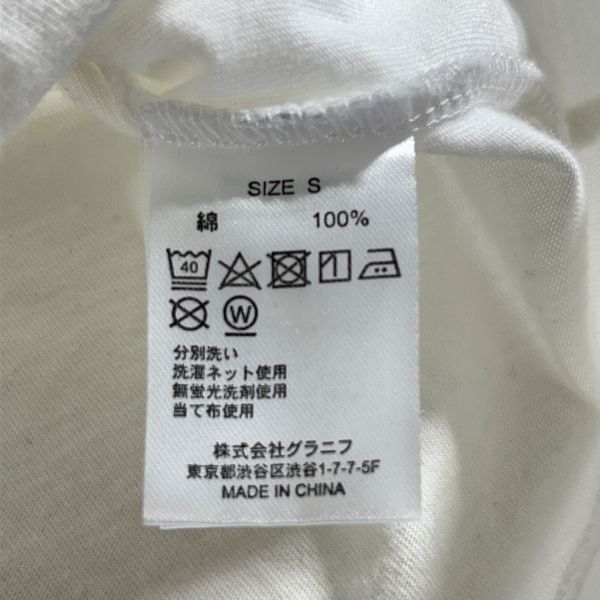 SIZE S
綿 100%
40
W
分別洗い
洗濯ネット使用
無蛍光洗剤使用
当て布使用
株式会社グラニフ
東京都渋谷区渋谷1-7-7-5F
MADE IN CHINA